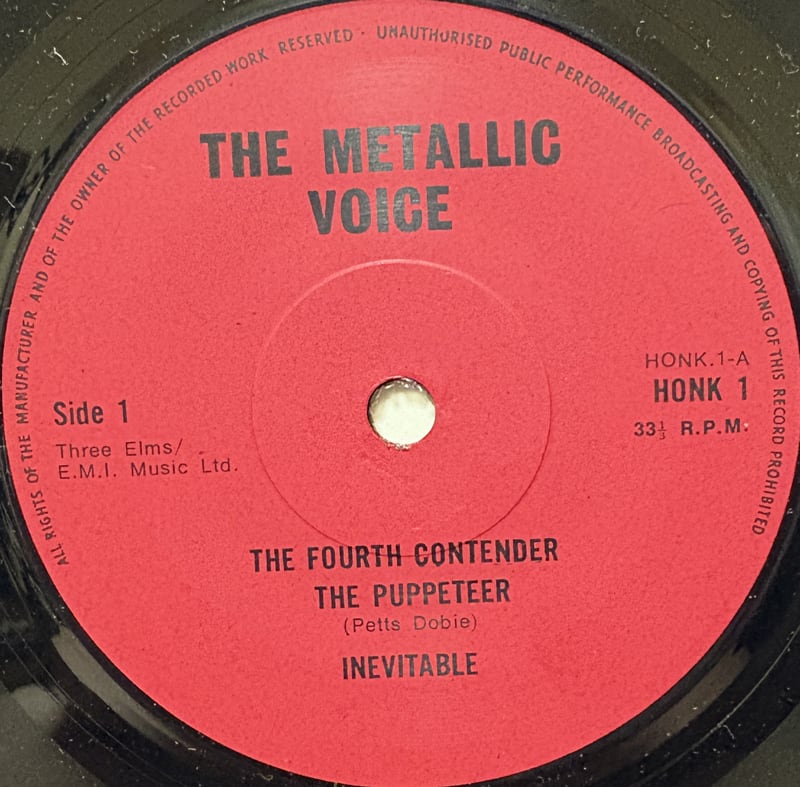 ALL RIGHTS OF THE MANUFACTURER AND OF THE OWNER OF THE RECORDED WORK RESERVED · UNAUTHORISED PUBLIC PERFORMANCE BROADCASTING AND COPYING OF THIS RECORD PROHIBITED
THE METALLIC
VOICE
HONK.1-A
HONK 1
33⅓ R.P.M.
Side 1
Three Elms/
E.M.I. Music Ltd.
THE FOURTH CONTENDER
THE PUPPETEER
(Petts Dobie)
INEVITABLE